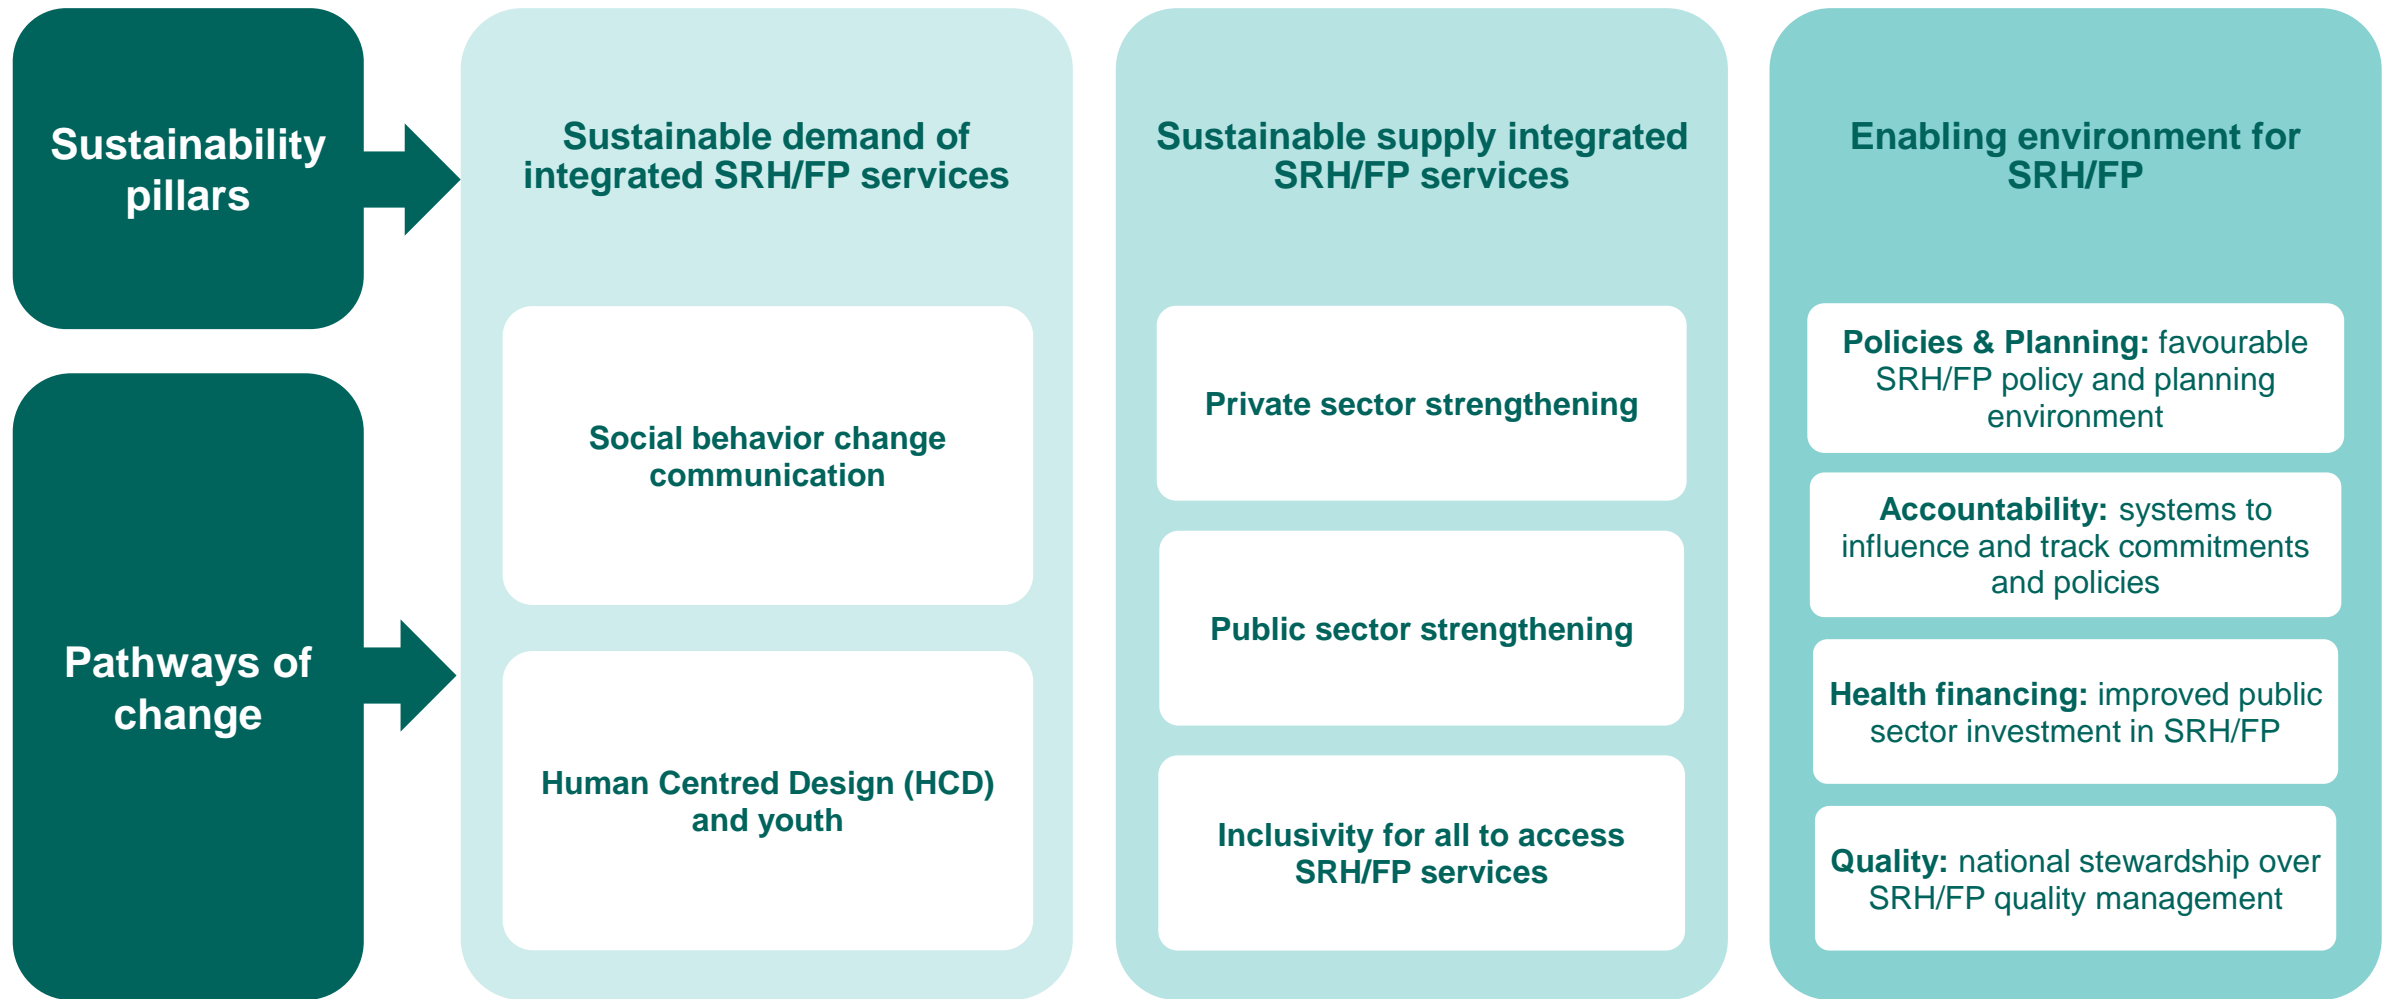 Sustainability
pillars
Sustainable demand of
integrated SRH/FP services
Sustainable supply integrated
SRH/FP services
Enabling environment for
SRH/FP
Pathways of
change
Social behavior change
communication
Human Centred Design (HCD)
and youth
Private sector strengthening
Public sector strengthening
Inclusivity for all to access
SRH/FP services
Policies & Planning: favourable
SRH/FP policy and planning
environment
Accountability: systems to
influence and track commitments
and policies
Health financing: improved public
sector investment in SRH/FP
Quality: national stewardship over
SRH/FP quality management